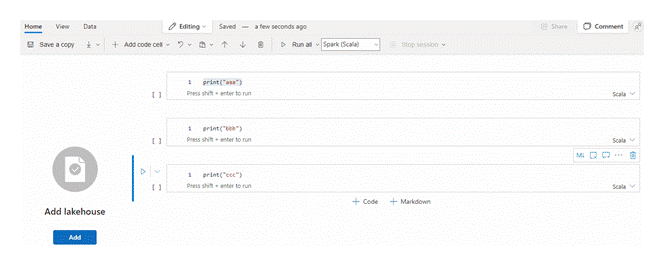 Home View Data Editing Saved — a few seconds ago Share Comment
Save a copy Add code cell Run all Spark (Scala) Stop session
1 print("aaa")
Press shift + enter to run
[ ] Scala
1 print("bbb")
Press shift + enter to run
[ ] Scala
M↓
1 print("ccc")
Press shift + enter to run
[ ] Scala
+ Code + Markdown
Add lakehouse
Add